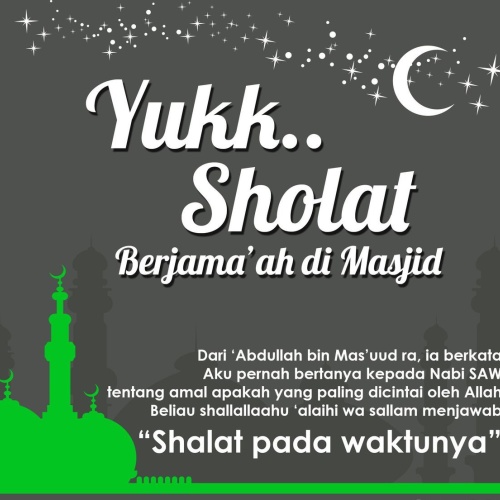 Yukk..
Sholat
Berjama'ah di Masjid
Dari 'Abdullah bin Mas'uud ra, ia berkata
Aku pernah bertanya kepada Nabi SAW
tentang amal apakah yang paling dicintai oleh Allah
Beliau shallallaahu 'alaihi wa sallam menjawab
"Shalat pada waktunya"